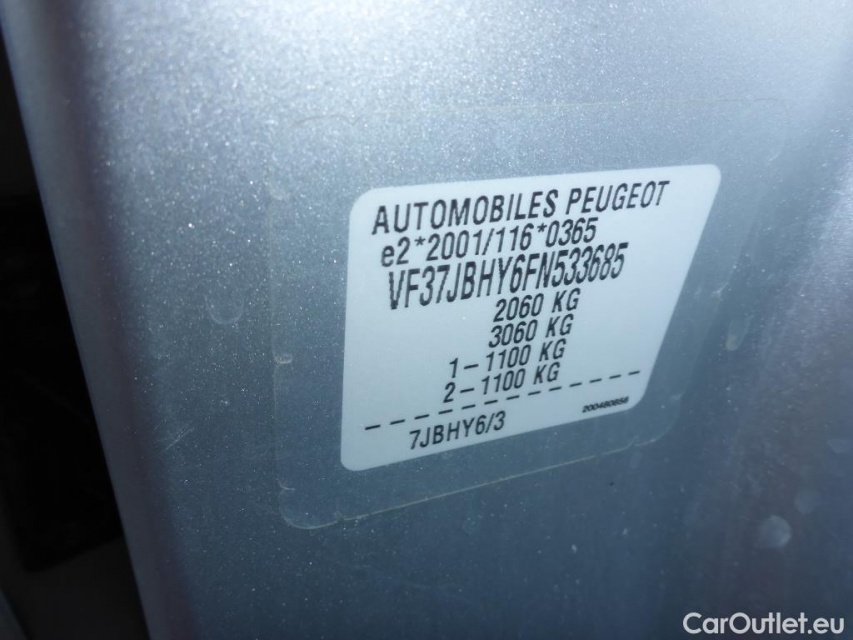 AUTOMOBILES PEUGEOT
e2*2001/116*0365
VF37JBHY6FN533685
2060 KG
3060 KG
1-1100 KG
2-1100 KG
7JBHY6/3
CarOutlet.eu